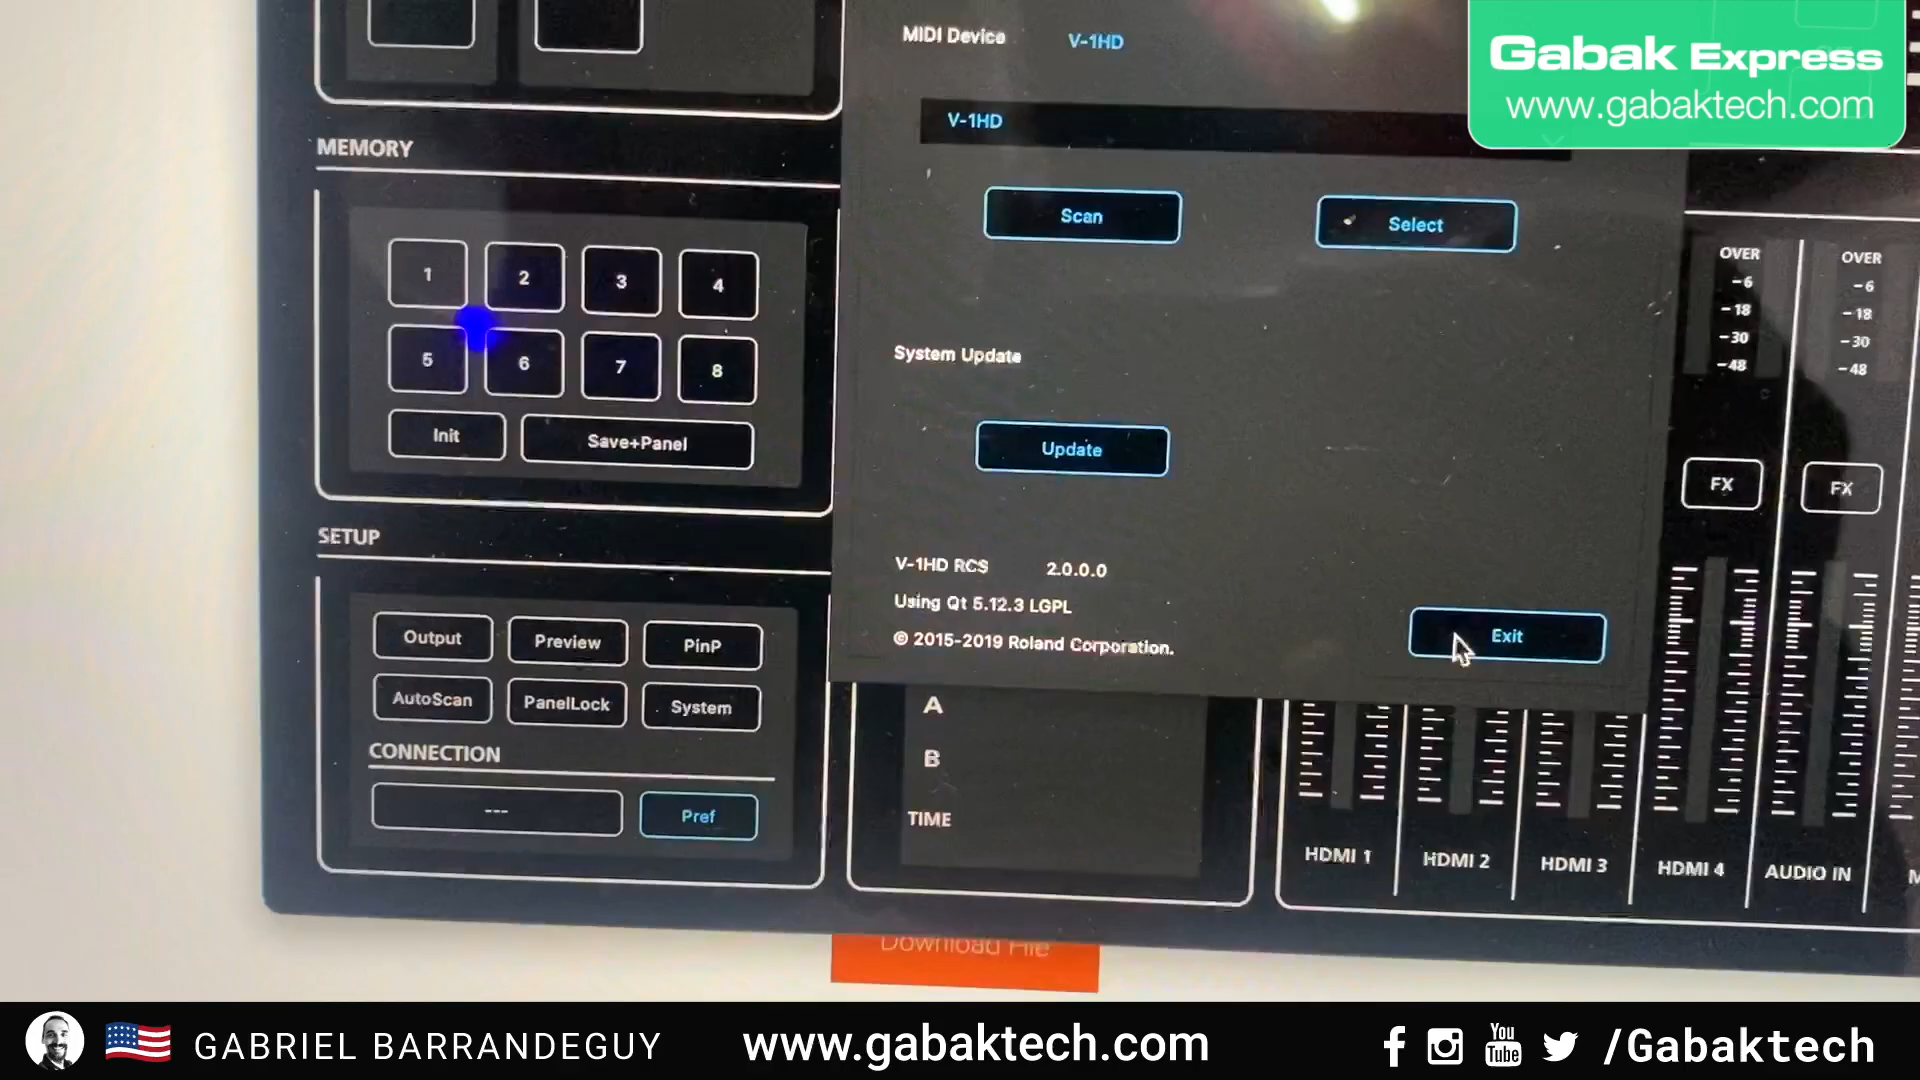 MIDI Device V-1HD
V-1HD
Scan Select
System Update
Update
V-1HD RCS 2.0.0.0
Using Qt 5.12.3 LGPL
© 2015-2019 Roland Corporation.
Exit
Gabak Express
www.gabaktech.com
MEMORY
1 2 3 4
5 6 7 8
Init Save+Panel
SETUP
Output Preview PinP
AutoScan PanelLock System
CONNECTION
--- Pref
A
B
TIME
OVER OVER
-6 -6
-18 -18
-30 -30
-48 -48
FX FX
HDMI 1 HDMI 2 HDMI 3 HDMI 4 AUDIO IN
Download File
GABRIEL BARRANDEGUY www.gabaktech.com You Tube /Gabaktech